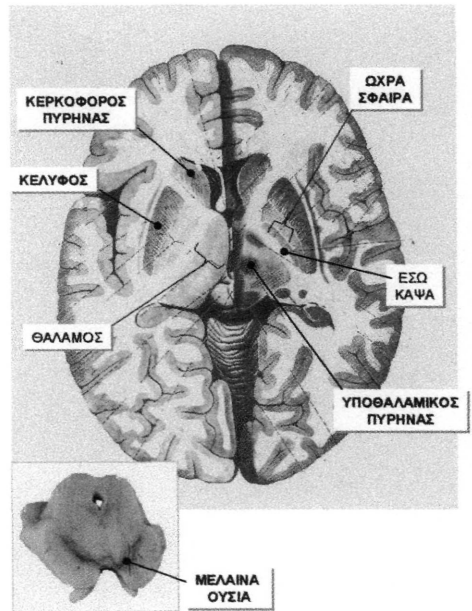 ΩΧΡΑ
ΣΦΑΙΡΑ
ΚΕΡΚΟΦΟΡΟΣ
ΠΥΡΗΝΑΣ
ΚΕΛΥΦΟΣ
ΕΣΩ
ΚΑΨΑ
ΘΑΛΑΜΟΣ
ΥΠΟΘΑΛΑΜΙΚΟΣ
ΠΥΡΗΝΑΣ
ΜΕΛΑΙΝΑ
ΟΥΣΙΑ